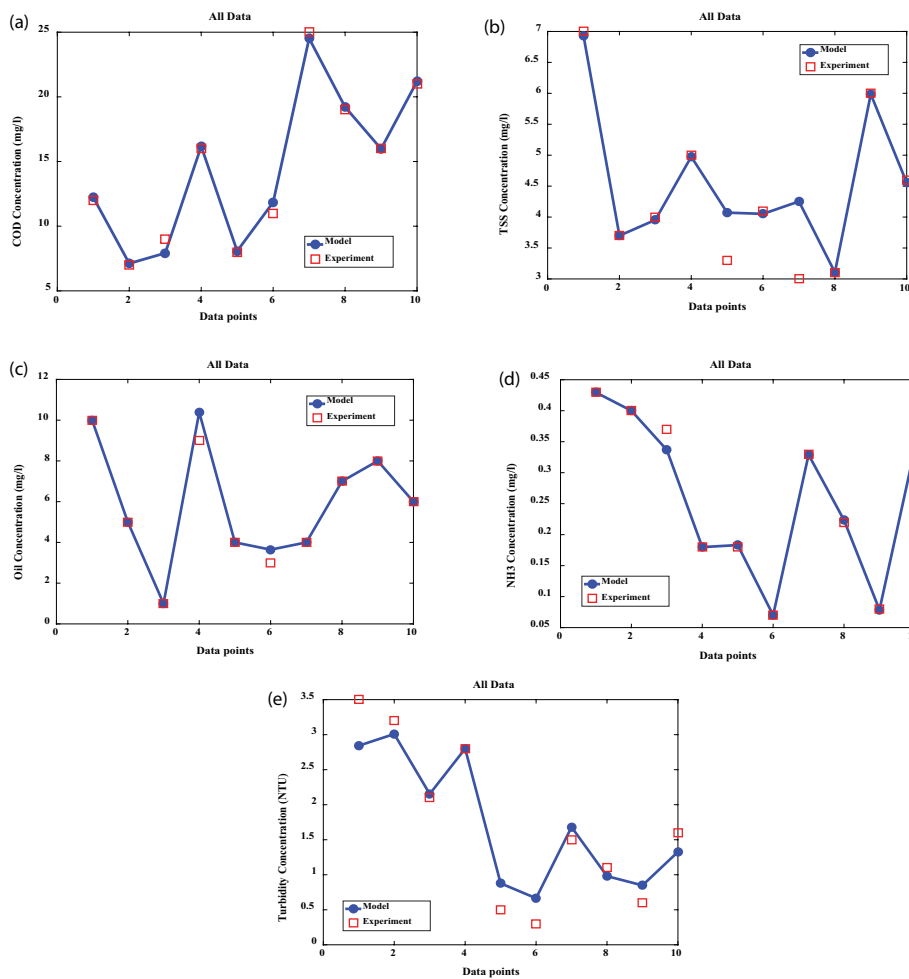 (a)
All Data
25
20
15
10
5
COD Concentration (mg/l)
Model
Experiment
0 2 4 6 8 10
Data points
(b)
All Data
7
6
5
4.5
4
3.5
3
TSS Concentration (mg/l)
Model
Experiment
0 2 4 6 8 10
Data points
(c)
All Data
12
10
8
6
4
2
0
Oil Concentration (mg/l)
Model
Experiment
0 2 4 6 8 10
Data points
(d)
All Data
0.45
0.4
0.35
0.3
0.25
0.2
0.15
0.1
0.05
NH3 Concentration (mg/l)
Model
Experiment
0 2 4 6 8
Data points
(e)
All Data
3.5
3
2.5
2
1.5
1
0.5
0
Turbidity Concentration (NTU)
Model
Experiment
0 2 4 6 8 10
Data points